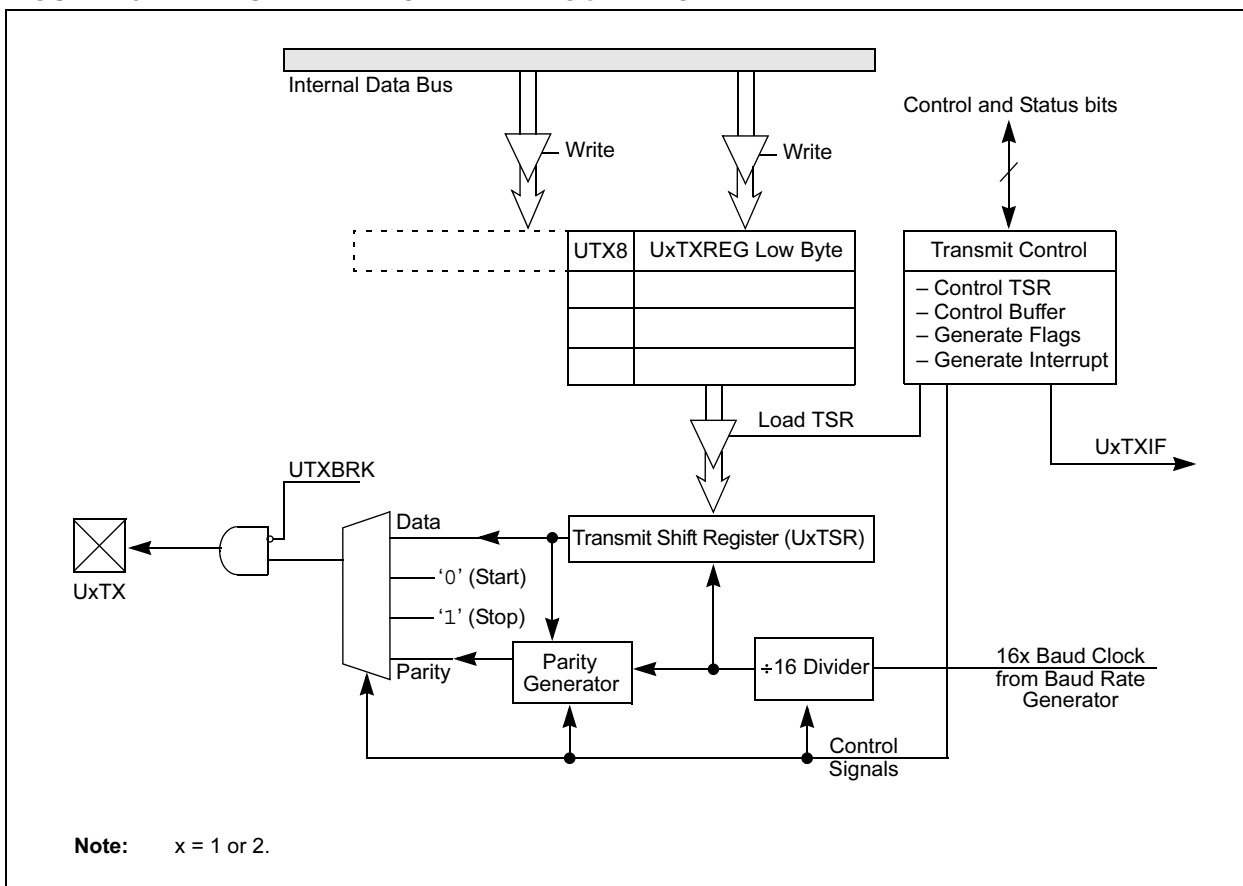 Internal Data Bus
Control and Status bits
Write
Write
UTX8
UxTXREG Low Byte
Transmit Control
– Control TSR
– Control Buffer
– Generate Flags
– Generate Interrupt
Load TSR
UxTXIF
UTXBRK
Data
Transmit Shift Register (UxTSR)
UxTX
‘0’ (Start)
‘1’ (Stop)
Parity
Parity
Generator
÷16 Divider
16x Baud Clock
from Baud Rate
Generator
Control
Signals
Note: x = 1 or 2.